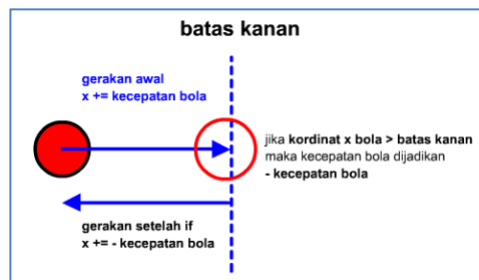 batas kanan
gerakan awal
x += kecepatan bola
jika kordinat x bola > batas kanan
maka kecepatan bola dijadikan
- kecepatan bola
gerakan setelah if
x += - kecepatan bola